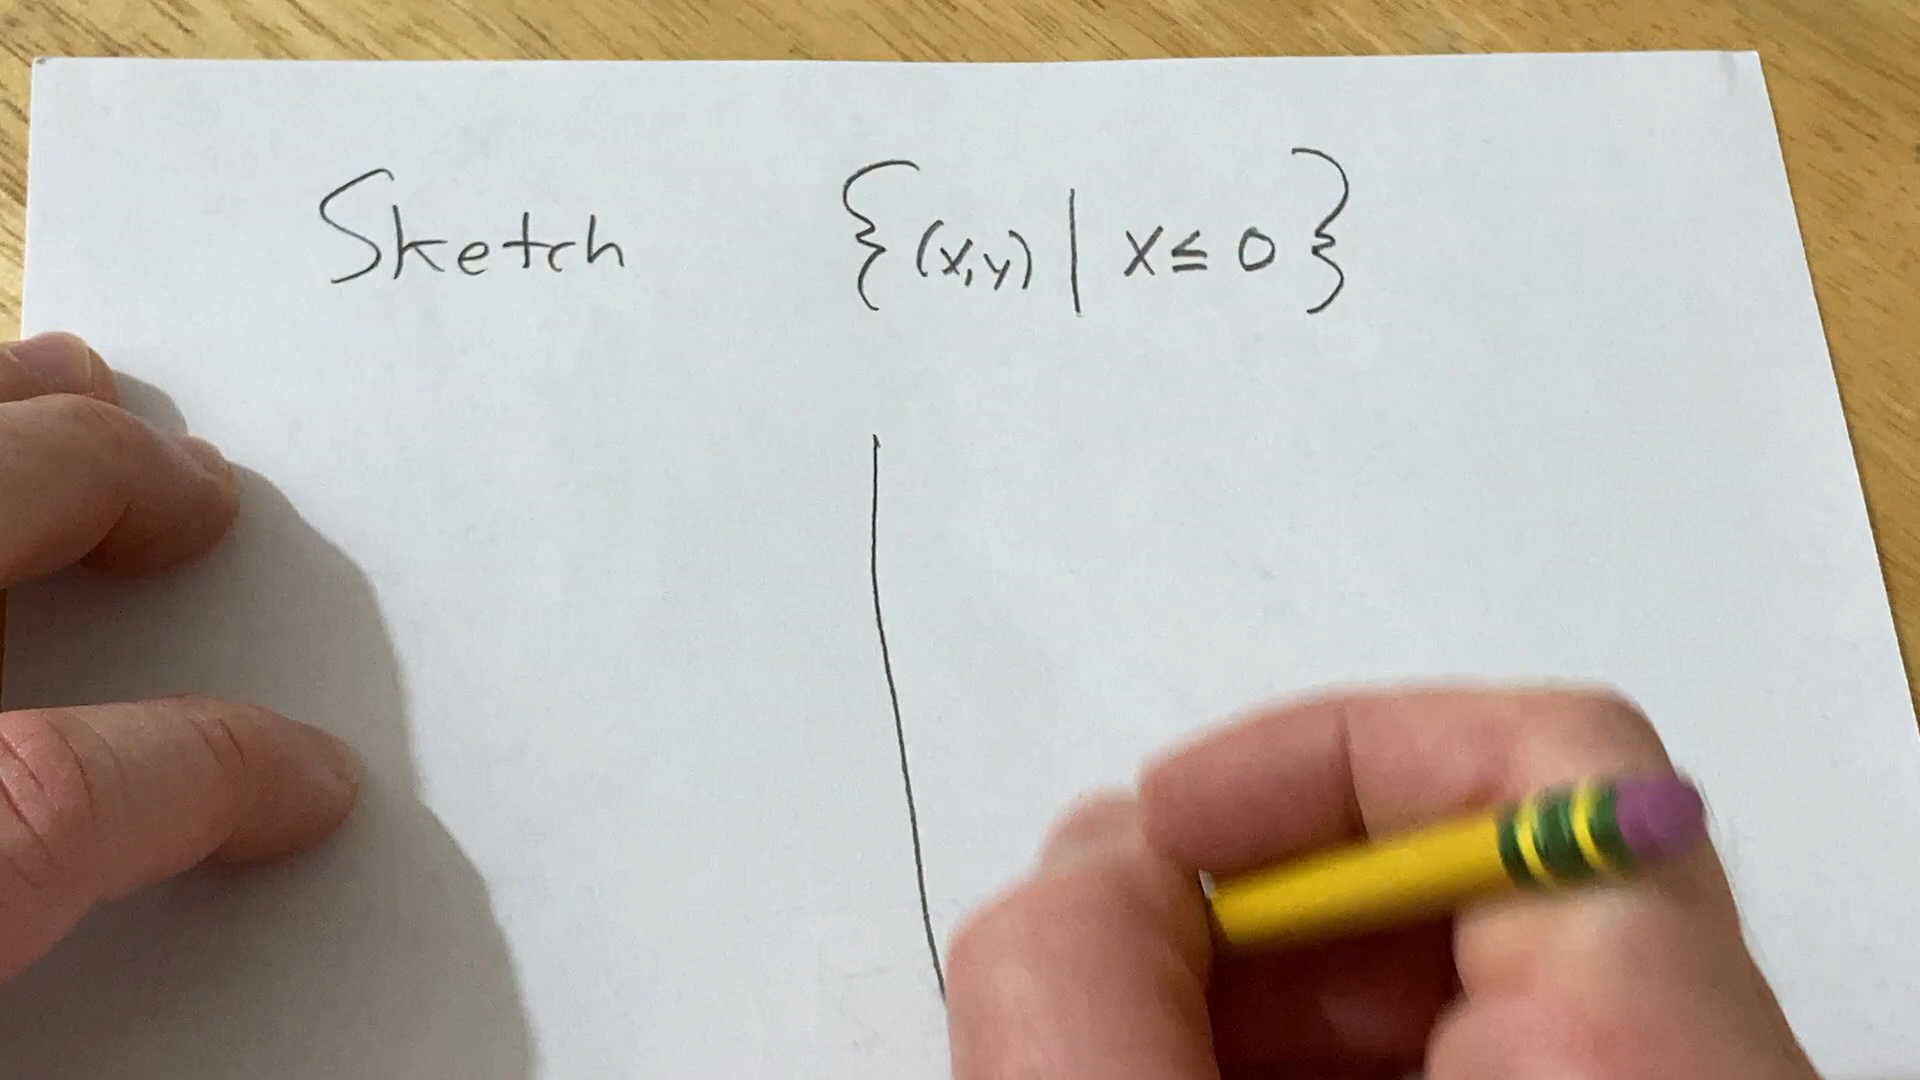 Sketch {(x,y) | x ≤ 0}